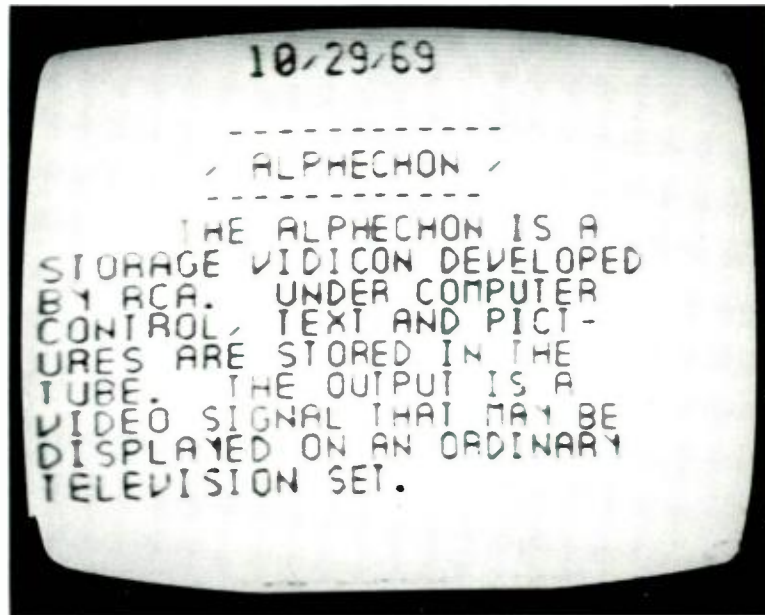 10/29/69
------------
/ ALPHECHON /
------------
THE ALPHECHON IS A
STORAGE VIDICON DEVELOPED
BY RCA. UNDER COMPUTER
CONTROL, TEXT AND PICT-
URES ARE STORED IN THE
TUBE. THE OUTPUT IS A
VIDEO SIGNAL THAT MAY BE
DISPLAYED ON AN ORDINARY
TELEVISION SET.